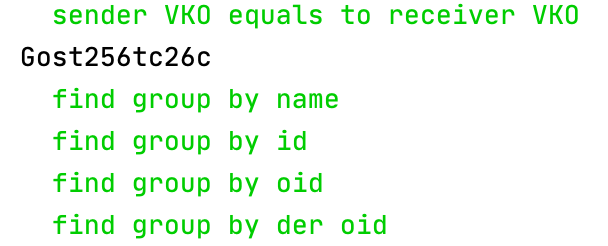 sender VKO equals to receiver VKO
Gost256tc26c
find group by name
find group by id
find group by oid
find group by der oid